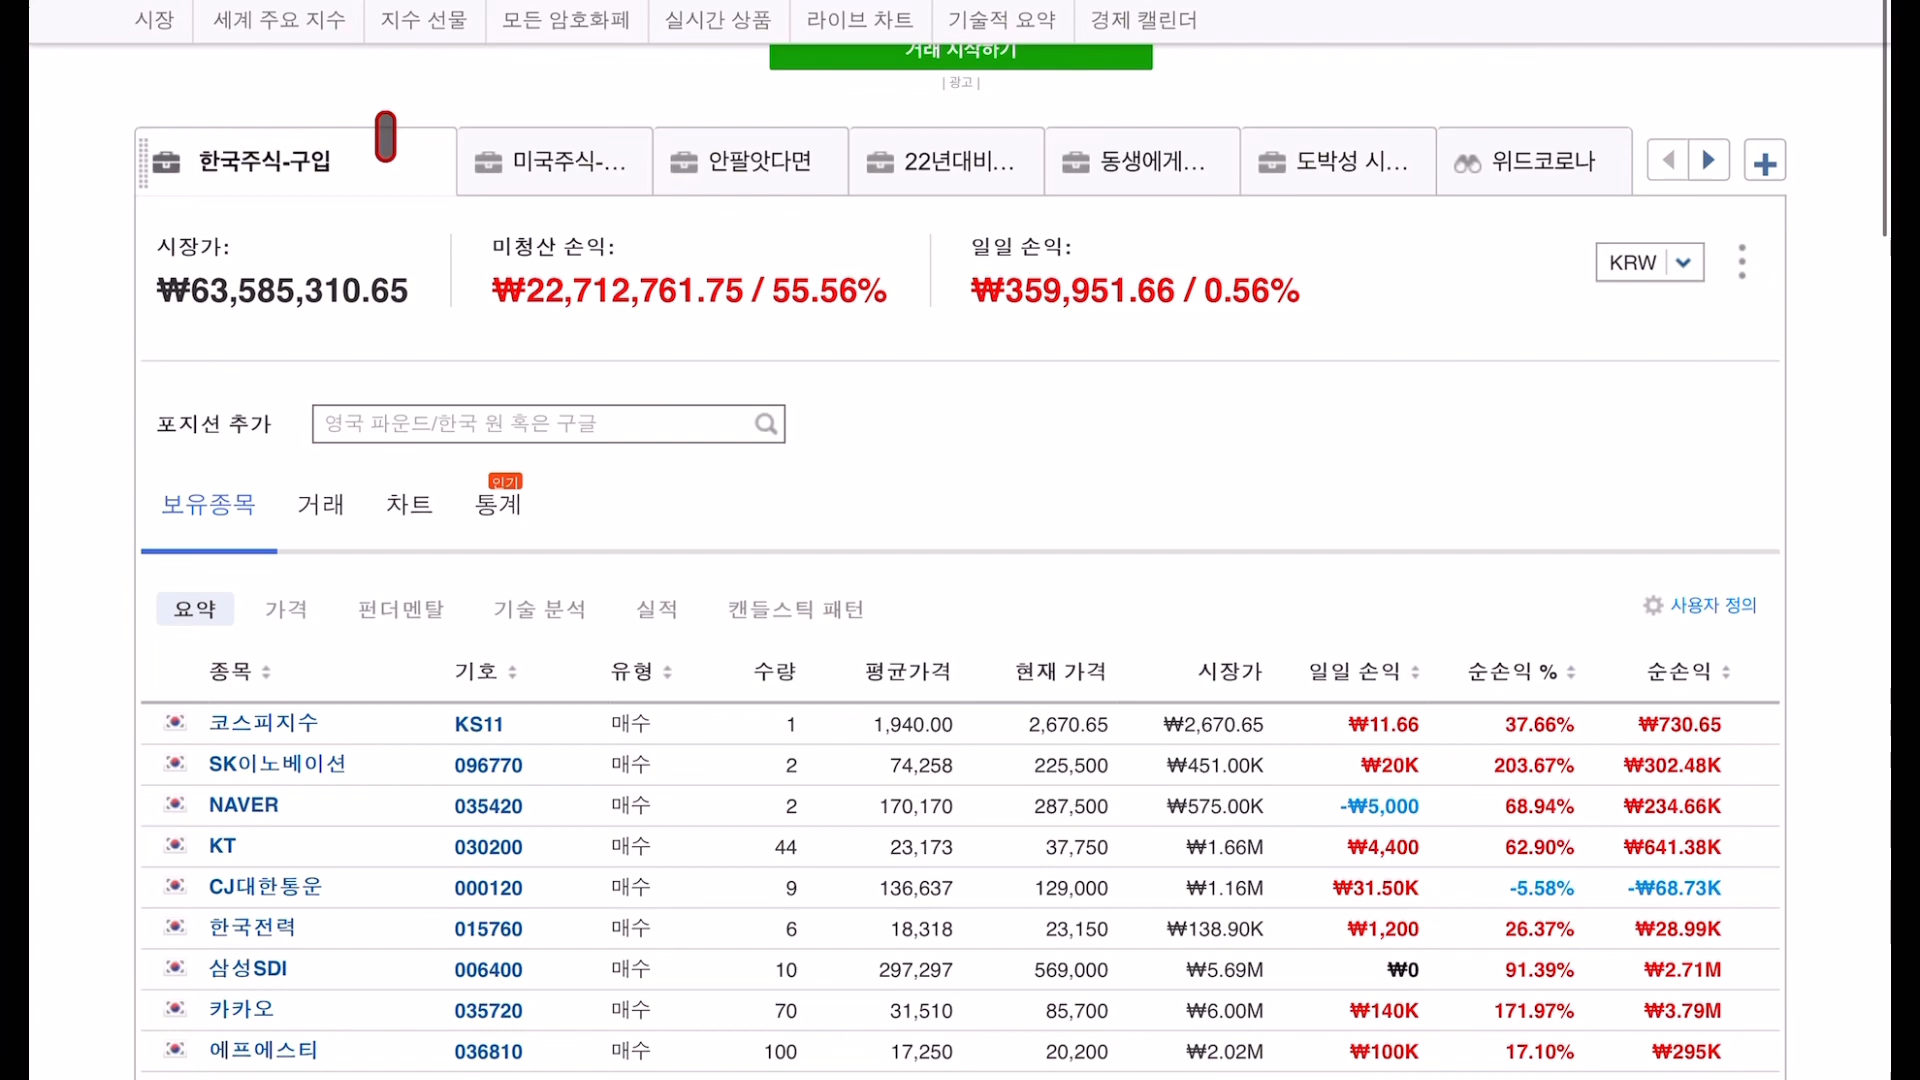 시장 세계 주요 지수 지수 선물 모든 암호화폐 실시간 상품 라이브 차트 기술적 요약 경제 캘린더
거래 시작하기
| 광고 |
한국주식-구입 미국주식-... 안팔앗다면 22년대비... 동생에게... 도박성 시... 위드코로나
시장가: 미청산 손익: 일일 손익:
₩63,585,310.65 ₩22,712,761.75 / 55.56% ₩359,951.66 / 0.56% KRW
포지션 추가 영국 파운드/한국 원 혹은 구글
인기
보유종목 거래 차트 통계
요약 가격 펀더멘탈 기술 분석 실적 캔들스틱 패턴 사용자 정의
종목 기호 유형 수량 평균가격 현재 가격 시장가 일일 손익 순손익 % 순손익
코스피지수 KS11 매수 1 1,940.00 2,670.65 ₩2,670.65 ₩11.66 37.66% ₩730.65
SK이노베이션 096770 매수 2 74,258 225,500 ₩451.00K ₩20K 203.67% ₩302.48K
NAVER 035420 매수 2 170,170 287,500 ₩575.00K -₩5,000 68.94% ₩234.66K
KT 030200 매수 44 23,173 37,750 ₩1.66M ₩4,400 62.90% ₩641.38K
CJ대한통운 000120 매수 9 136,637 129,000 ₩1.16M ₩31.50K -5.58% -₩68.73K
한국전력 015760 매수 6 18,318 23,150 ₩138.90K ₩1,200 26.37% ₩28.99K
삼성SDI 006400 매수 10 297,297 569,000 ₩5.69M ₩0 91.39% ₩2.71M
카카오 035720 매수 70 31,510 85,700 ₩6.00M ₩140K 171.97% ₩3.79M
에프에스티 036810 매수 100 17,250 20,200 ₩2.02M ₩100K 17.10% ₩295K